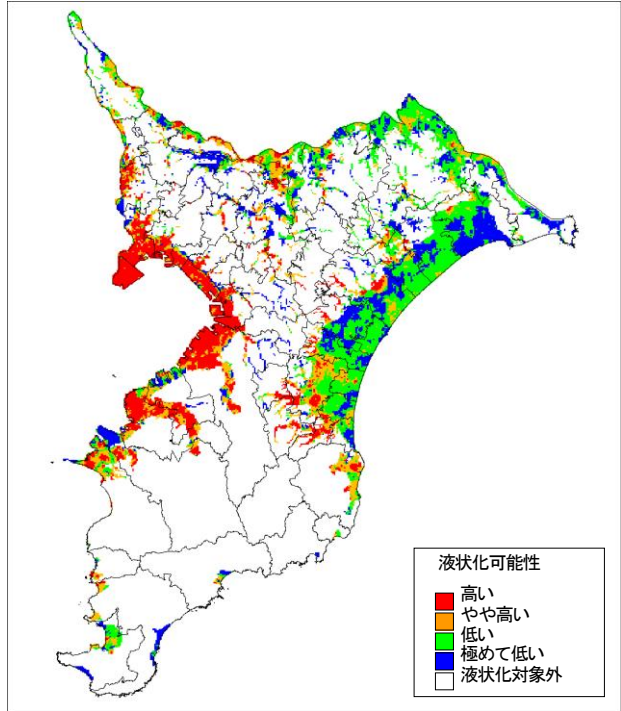 液状化可能性
高い
やや高い
低い
極めて低い
液状化対象外